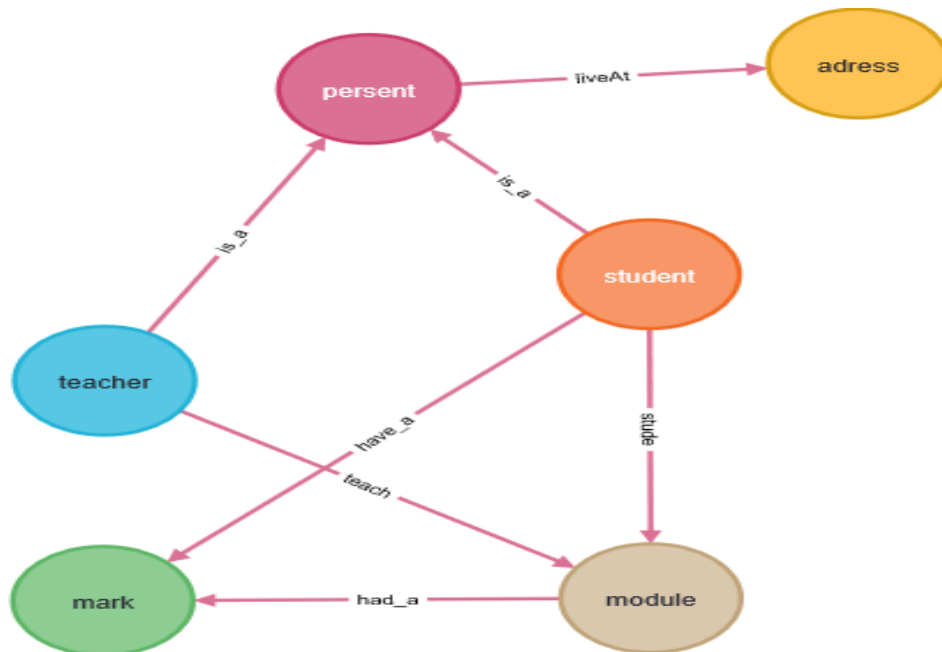 persent
liveAt
adress
is_a
is_a
student
teacher
have_a
stude
teach
mark
had_a
module